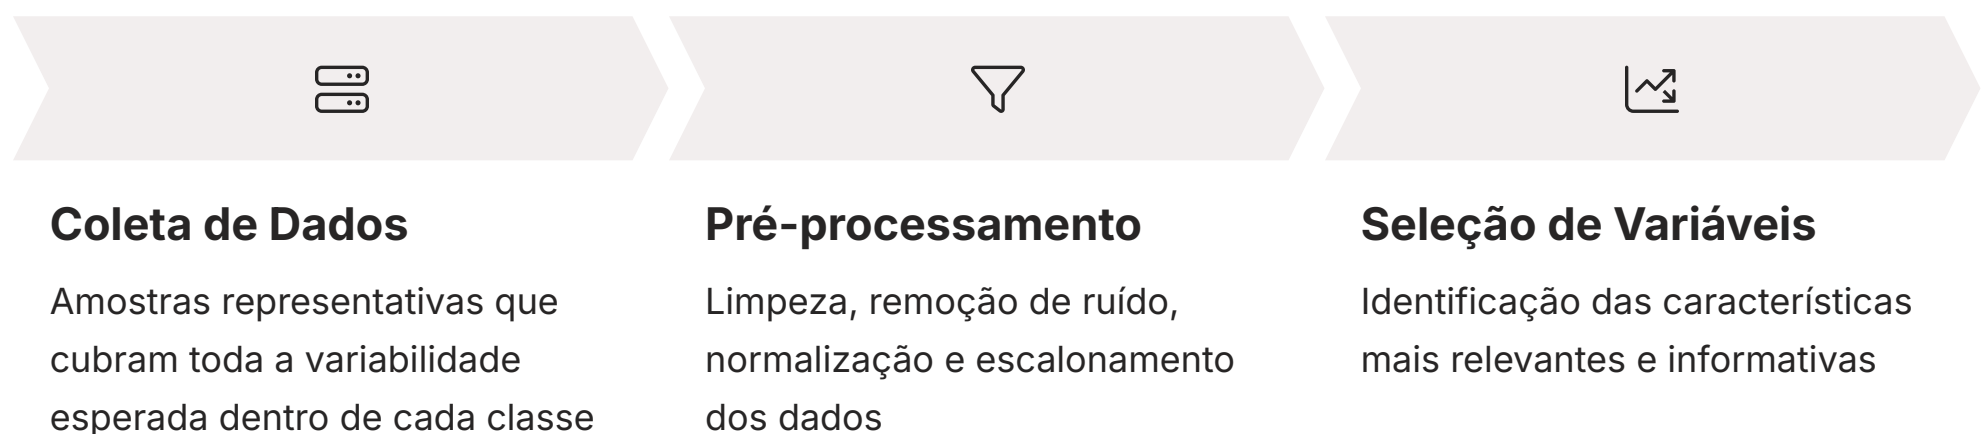 Coleta de Dados
Amostras representativas que
cubram toda a variabilidade
esperada dentro de cada classe
Pré-processamento
Limpeza, remoção de ruído,
normalização e escalonamento
dos dados
Seleção de Variáveis
Identificação das características
mais relevantes e informativas